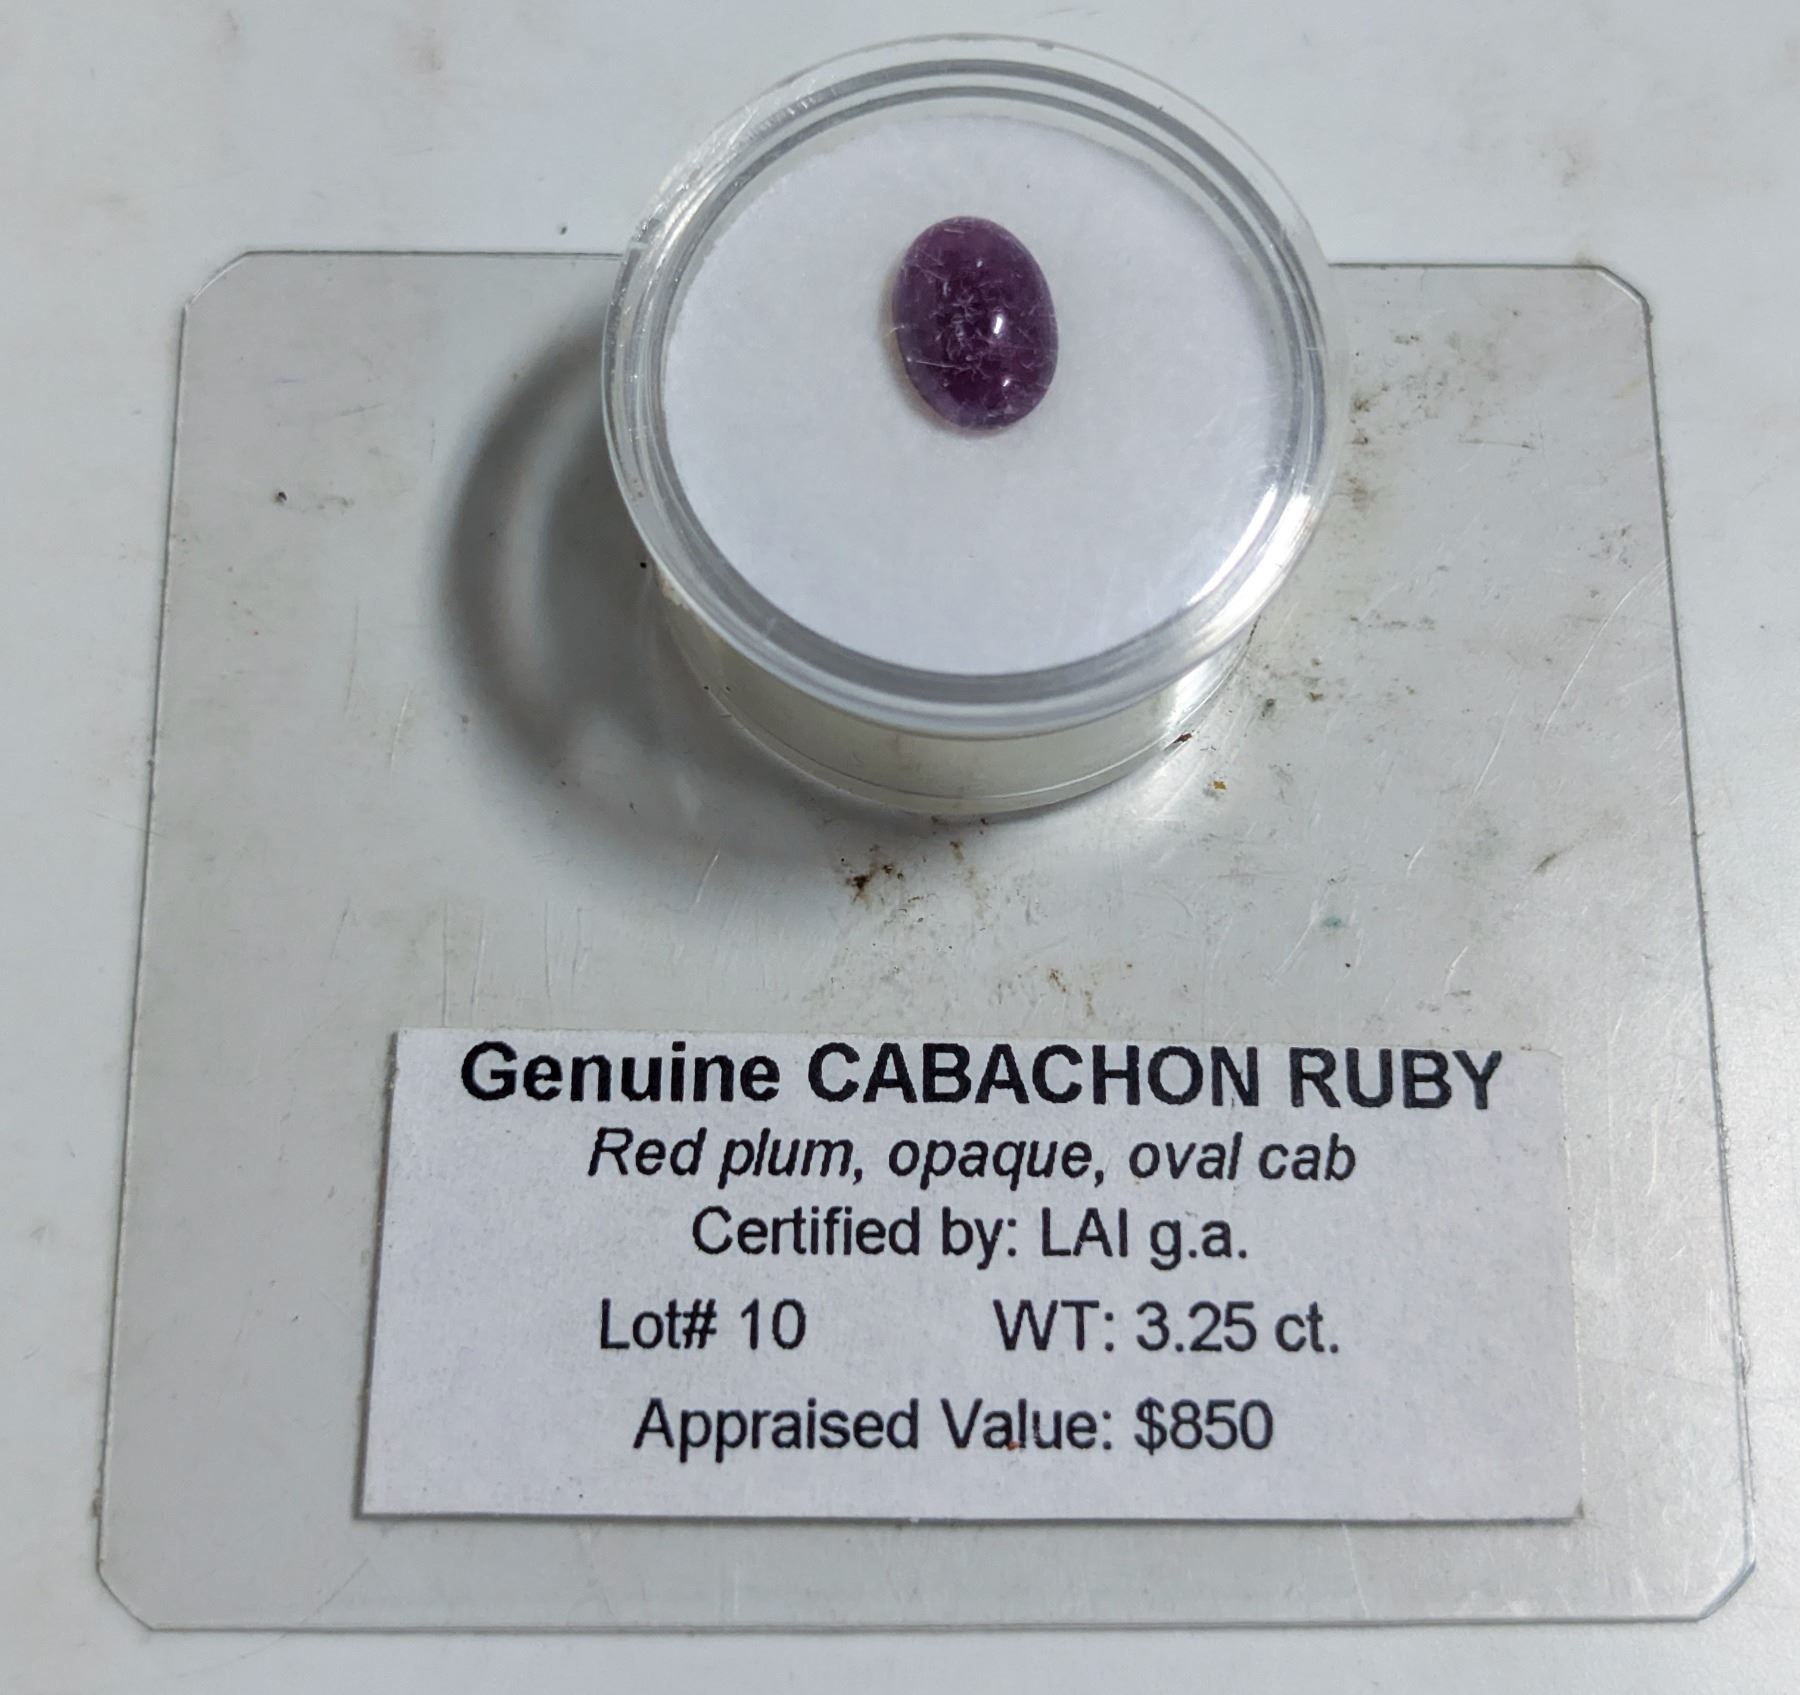 Genuine CABACHON RUBY
Red plum, opaque, oval cab
Certified by: LAI g.a.
Lot# 10 WT: 3.25 ct.
Appraised Value: $850